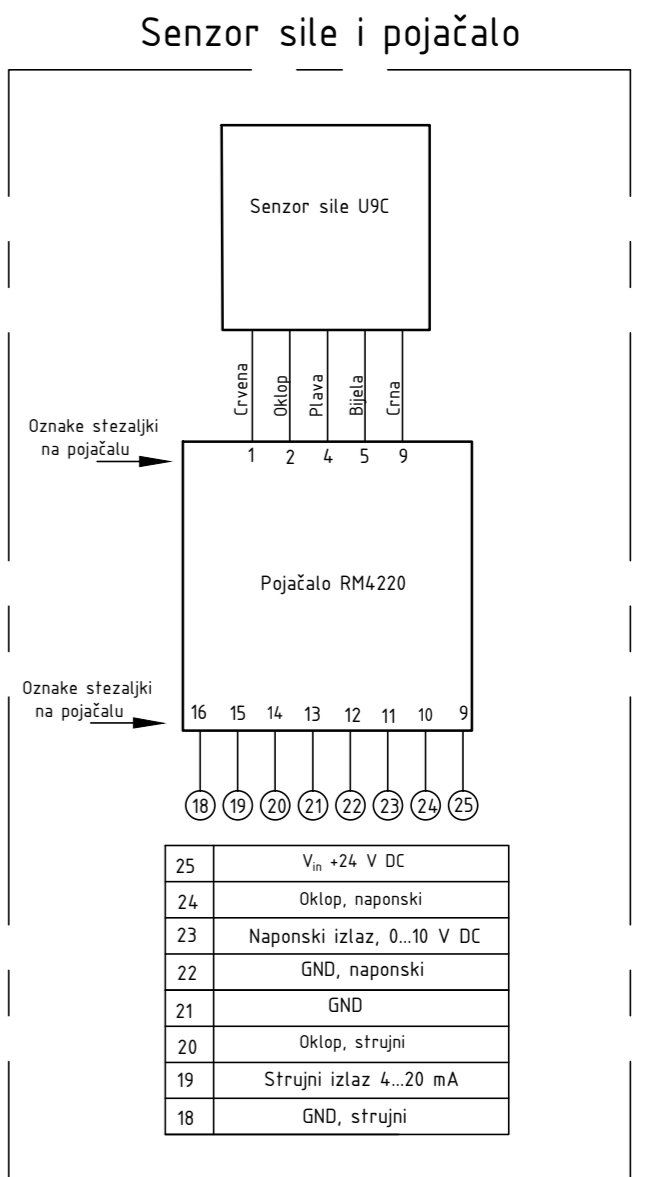 Senzor sile i pojačalo
Senzor sile U9C
Crvena
Oklop
Plava
Bijela
Crna
Oznake stezaljki
na pojačalu
1 2 4 5 9
Pojačalo RM4220
Oznake stezaljki
na pojačalu
16 15 14 13 12 11 10 9
18 19 20 21 22 23 24 25
25 Vin +24 V DC
24 Oklop, naponski
23 Naponski izlaz, 0...10 V DC
22 GND, naponski
21 GND
20 Oklop, strujni
19 Strujni izlaz 4...20 mA
18 GND, strujni